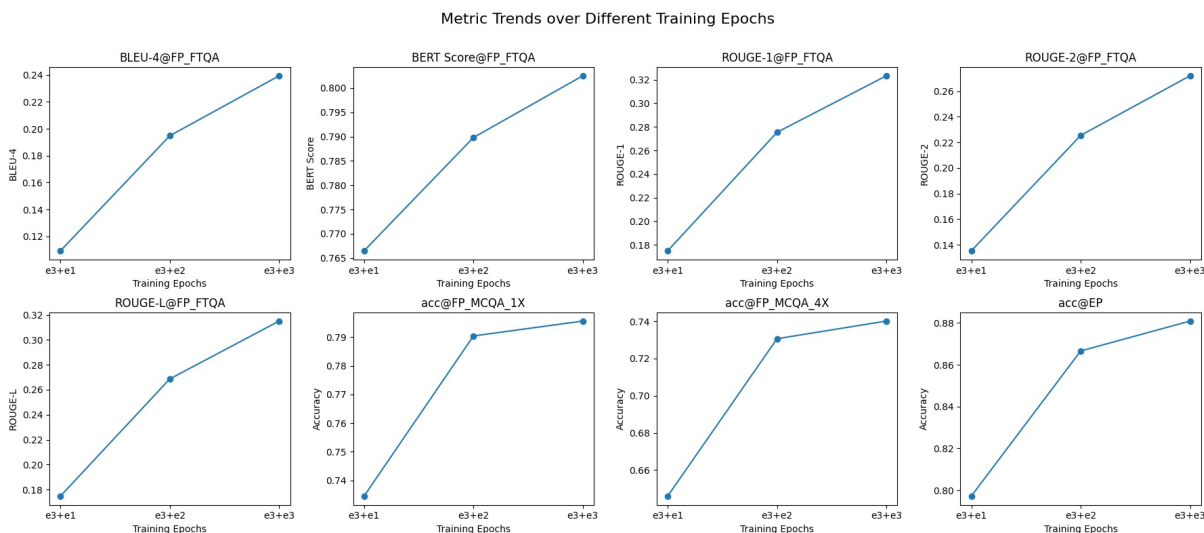 Metric Trends over Different Training Epochs
BLEU-4@FP_FTQA
BLEU-4
0.24
0.22
0.20
0.18
0.16
0.14
0.12
e3+e1
e3+e2
e3+e3
Training Epochs
BERT Score@FP_FTQA
BERT Score
0.800
0.795
0.790
0.785
0.780
0.775
0.770
0.765
e3+e1
e3+e2
e3+e3
Training Epochs
ROUGE-1@FP_FTQA
ROUGE-1
0.32
0.30
0.28
0.26
0.24
0.22
0.20
0.18
e3+e1
e3+e2
e3+e3
Training Epochs
ROUGE-2@FP_FTQA
ROUGE-2
0.26
0.24
0.22
0.20
0.18
0.16
0.14
e3+e1
e3+e2
e3+e3
Training Epochs
ROUGE-L@FP_FTQA
ROUGE-L
0.32
0.30
0.28
0.26
0.24
0.22
0.20
0.18
e3+e1
e3+e2
e3+e3
Training Epochs
acc@FP_MCQA_1X
Accuracy
0.79
0.78
0.77
0.76
0.75
0.74
e3+e1
e3+e2
e3+e3
Training Epochs
acc@FP_MCQA_4X
Accuracy
0.74
0.72
0.70
0.68
0.66
e3+e1
e3+e2
e3+e3
Training Epochs
acc@EP
Accuracy
0.88
0.86
0.84
0.82
0.80
e3+e1
e3+e2
e3+e3
Training Epochs